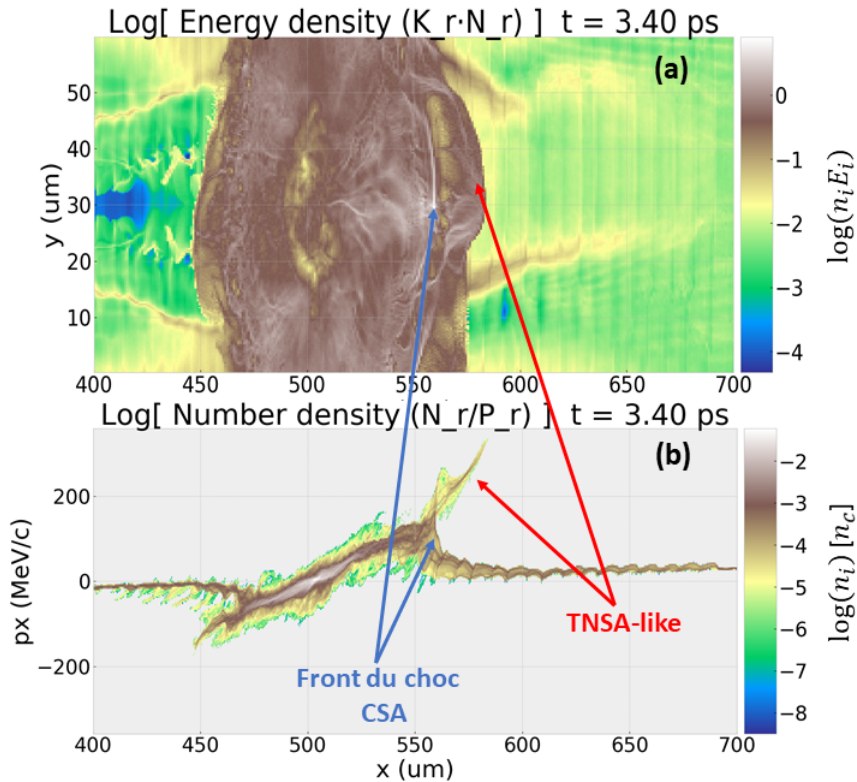 Log[ Energy density (K_r·N_r) ]  t = 3.40 ps
(a)
y (um)
50
40
30
20
10
400
450
500
550
600
650
700
0
−1
−2
−3
−4
log(n_iE_i)
Log[ Number density (N_r/P_r) ]  t = 3.40 ps
(b)
px (MeV/c)
200
0
−200
TNSA-like
Front du choc
CSA
400
450
500
550
600
650
700
x (um)
−2
−3
−4
−5
−6
−7
−8
log(n_i) [n_c]